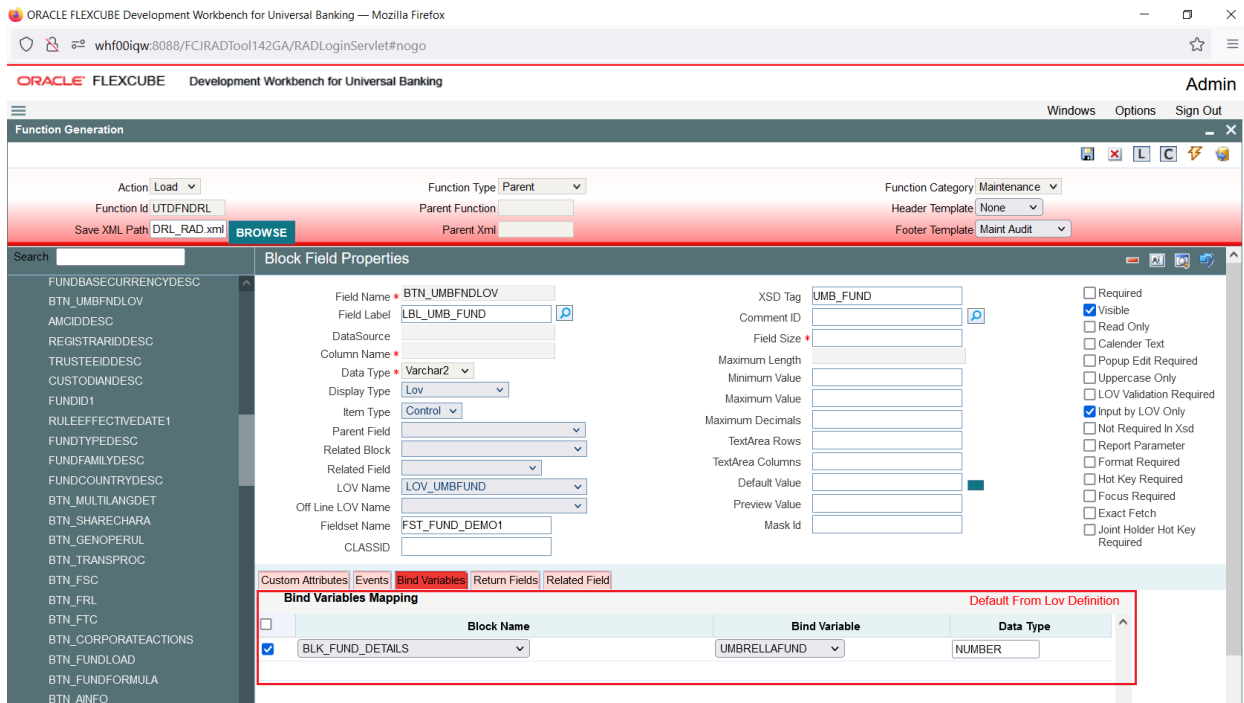 ORACLE FLEXCUBE Development Workbench for Universal Banking — Mozilla Firefox
whf00iqw:8088/FCJRADTool142GA/RADLoginServlet#nogo
ORACLE FLEXCUBE Development Workbench for Universal Banking
Admin
Windows Options Sign Out
Function Generation
L C
Action Load Function Type Parent Function Category Maintenance
Function Id UTDFNDRL Parent Function Header Template None
Save XML Path DRL_RAD.xml BROWSE Parent Xml Footer Template Maint Audit
Search
FUNDBASECURRENCYDESC
BTN_UMBFNDLOV
AMCIDDESC
REGISTRARIDDESC
TRUSTEEIDDESC
CUSTODIANDESC
FUNDID1
RULEEFFECTIVEDATE1
FUNDTYPEDESC
FUNDFAMILYDESC
FUNDCOUNTRYDESC
BTN_MULTILANGDET
BTN_SHARECHARA
BTN_GENOPERUL
BTN_TRANSPROC
BTN_FSC
BTN_FRL
BTN_FTC
BTN_CORPORATEACTIONS
BTN_FUNDLOAD
BTN_FUNDFORMULA
BTN_AINFO
Block Field Properties
Field Name * BTN_UMBFNDLOV
Field Label LBL_UMB_FUND
DataSource
Column Name *
Data Type * Varchar2
Display Type Lov
Item Type Control
Parent Field
Related Block
Related Field
LOV Name LOV_UMBFUND
Off Line LOV Name
Fieldset Name FST_FUND_DEMO1
CLASSID
XSD Tag UMB_FUND
Comment ID
Field Size *
Maximum Length
Minimum Value
Maximum Value
Maximum Decimals
TextArea Rows
TextArea Columns
Default Value
Preview Value
Mask Id
Required
Visible
Read Only
Calender Text
Popup Edit Required
Uppercase Only
LOV Validation Required
Input by LOV Only
Not Required In Xsd
Report Parameter
Format Required
Hot Key Required
Focus Required
Exact Fetch
Joint Holder Hot Key
Required
Custom Attributes Events Bind Variables Return Fields Related Field
Bind Variables Mapping Default From Lov Definition
Block Name Bind Variable Data Type
BLK_FUND_DETAILS UMBRELLAFUND NUMBER